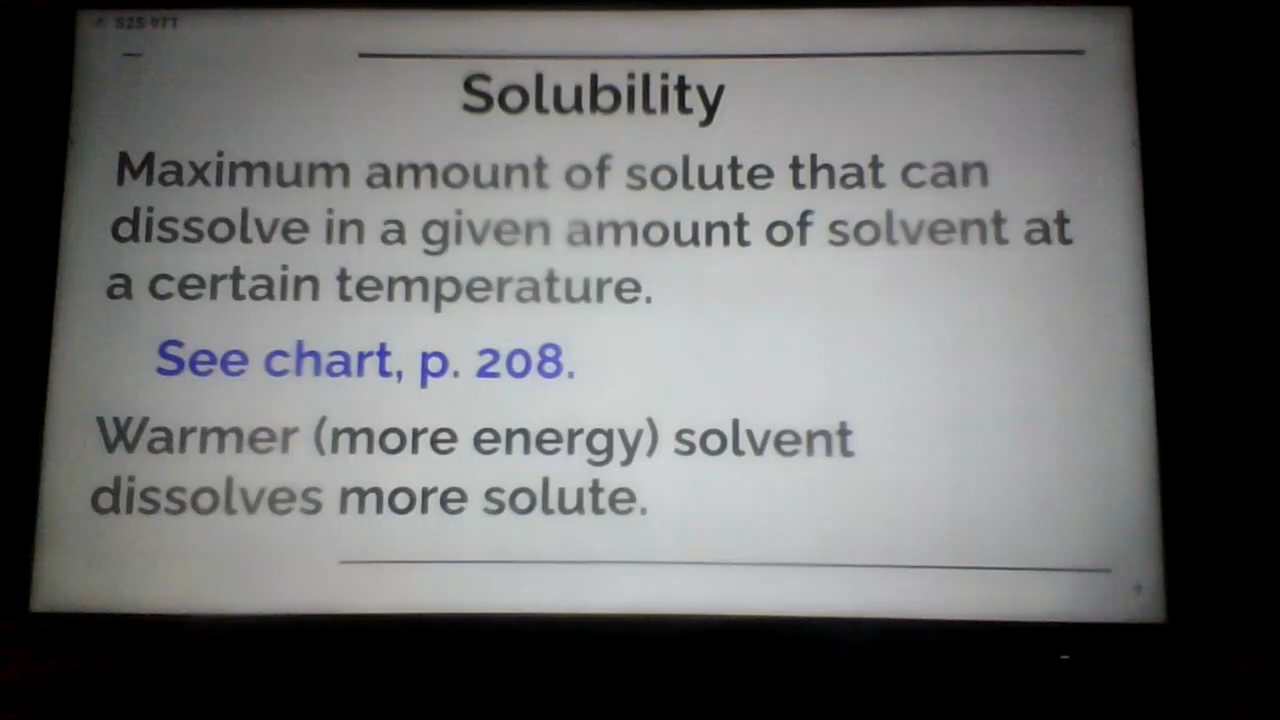 Solubility
Maximum amount of solute that can
dissolve in a given amount of solvent at
a certain temperature.
See chart, p. 208.
Warmer (more energy) solvent
dissolves more solute.